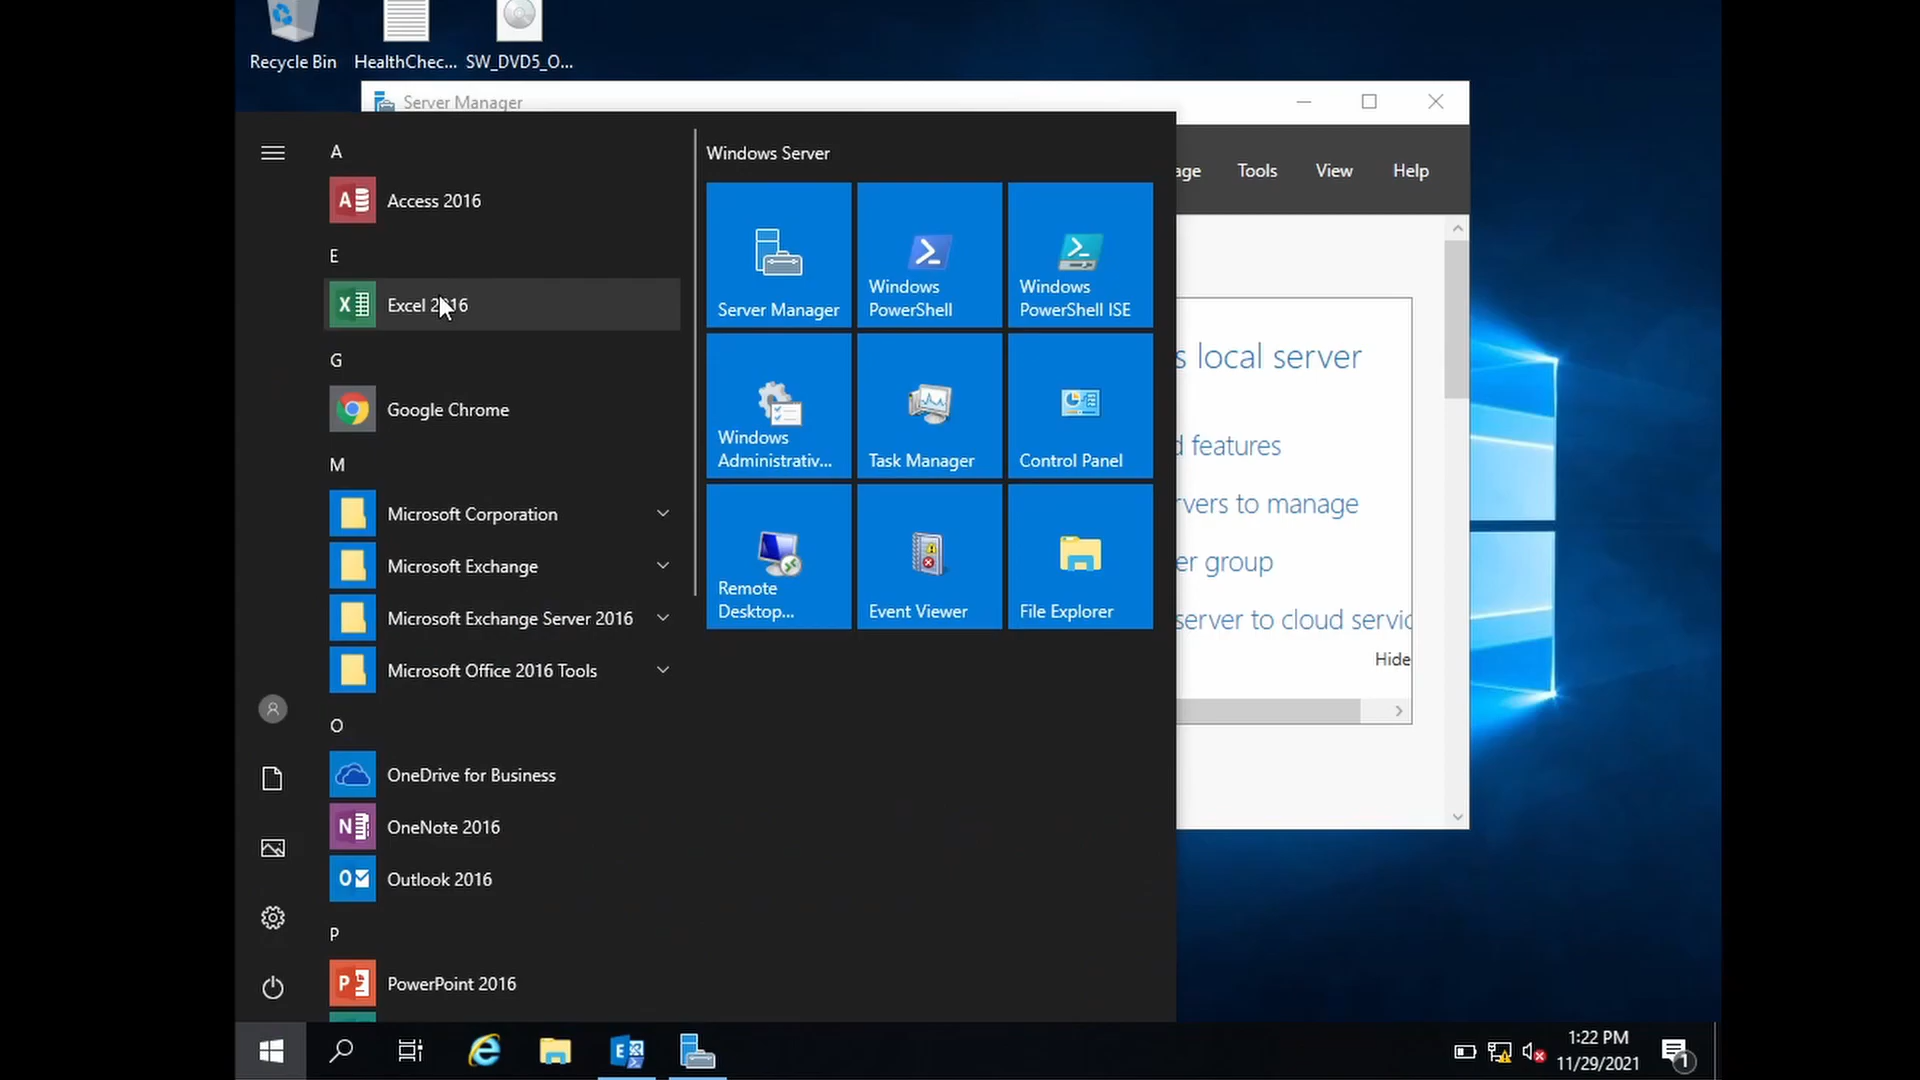 Recycle Bin
HealthChec...
SW_DVD5_O...
Server Manager
Tools
View
Help
age
A
Access 2016
E
Excel 2016
G
Google Chrome
M
Microsoft Corporation
Microsoft Exchange
Microsoft Exchange Server 2016
Microsoft Office 2016 Tools
O
OneDrive for Business
OneNote 2016
Outlook 2016
P
PowerPoint 2016
Windows Server
Server Manager
Windows
PowerShell
Windows
PowerShell ISE
Windows
Administrativ...
Task Manager
Control Panel
Remote
Desktop...
Event Viewer
File Explorer
s local server
d features
rvers to manage
er group
server to cloud servic
Hide
1:22 PM
11/29/2021
1